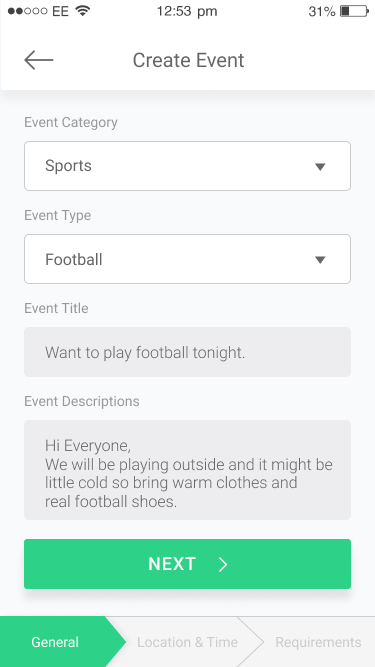 EE 12:53 pm 31%
Create Event
Event Category
Sports
Event Type
Football
Event Title
Want to play football tonight.
Event Descriptions
Hi Everyone,
We will be playing outside and it might be
little cold so bring warm clothes and
real football shoes.
NEXT
General Location & Time Requirements